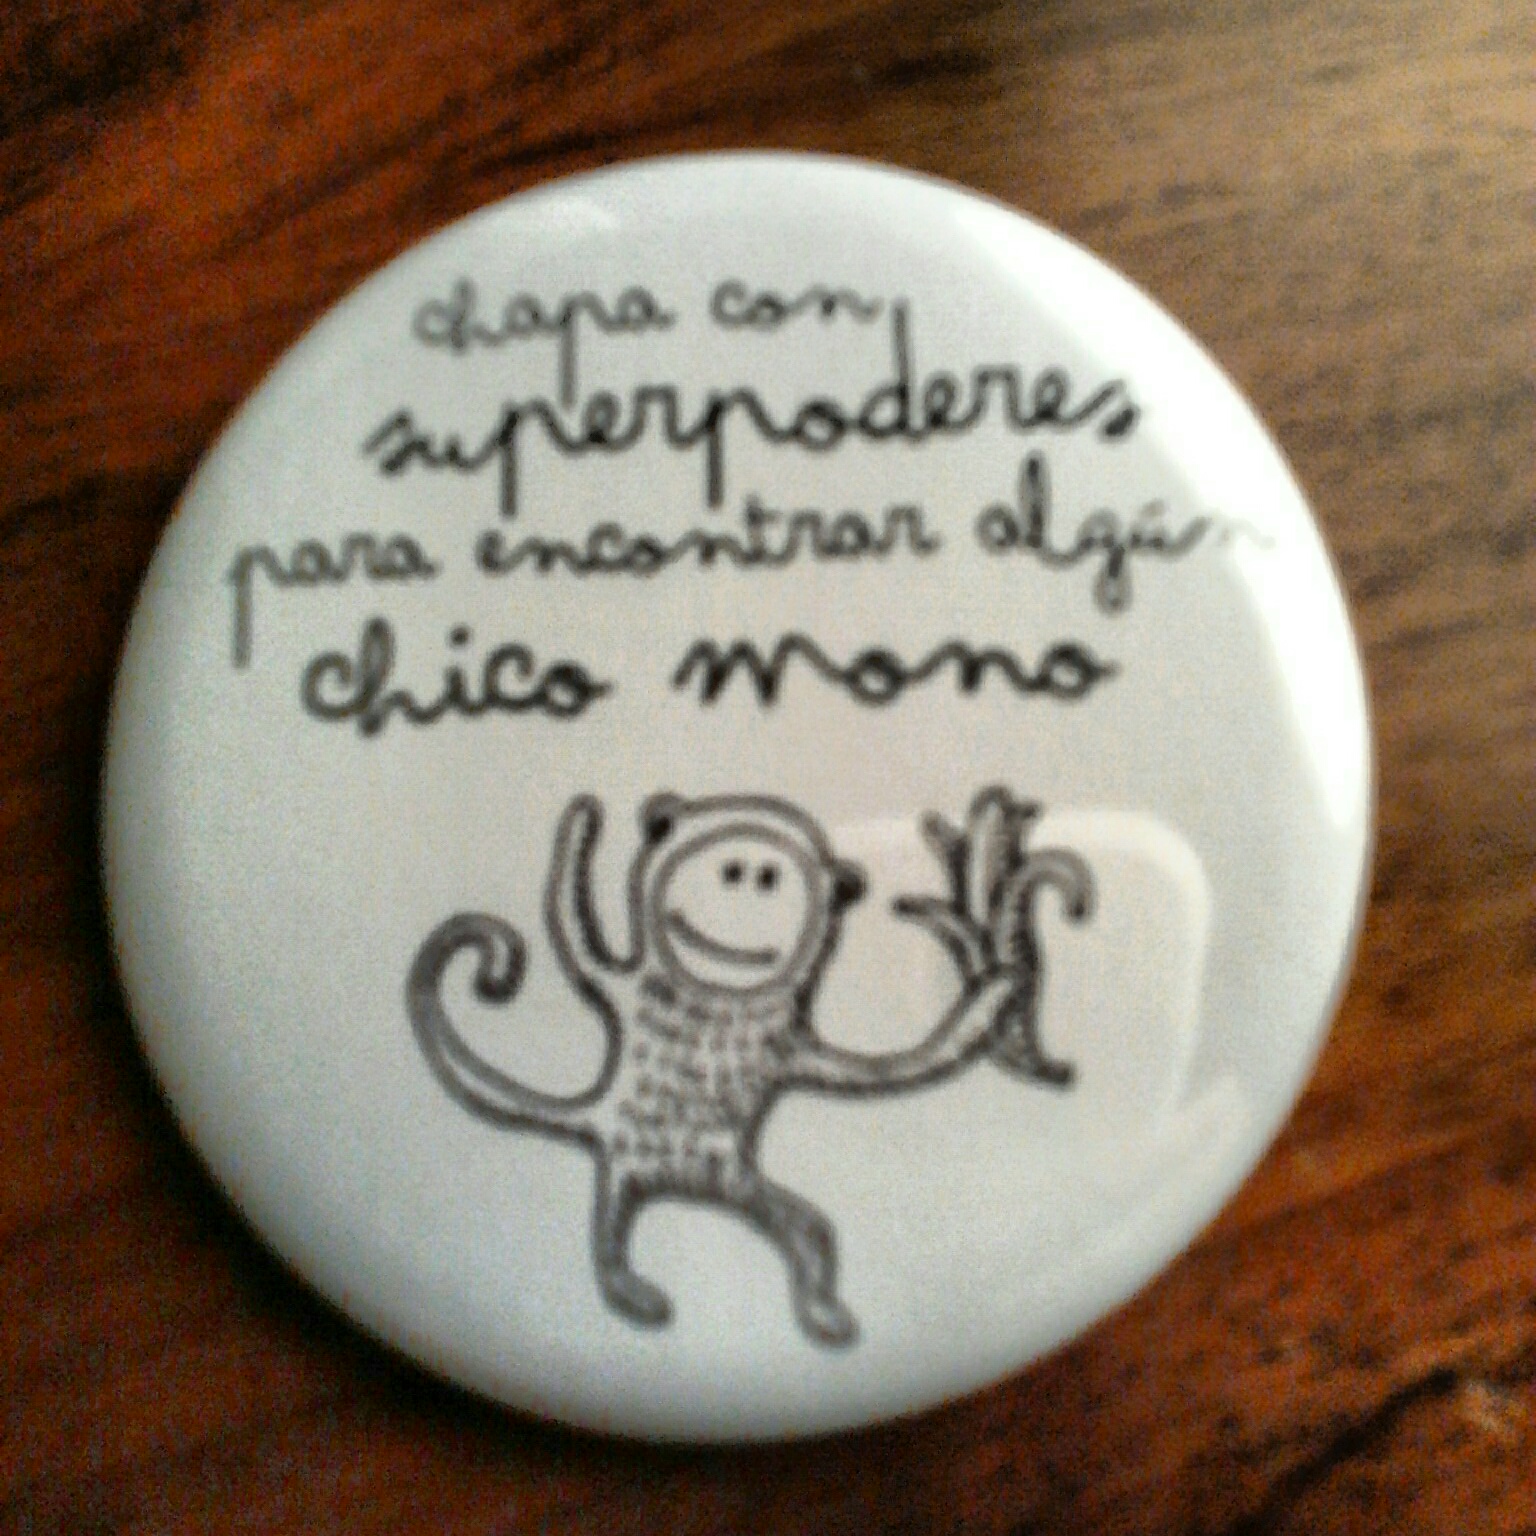 chapa con
superpoderes
para encontrar algún
chico mono